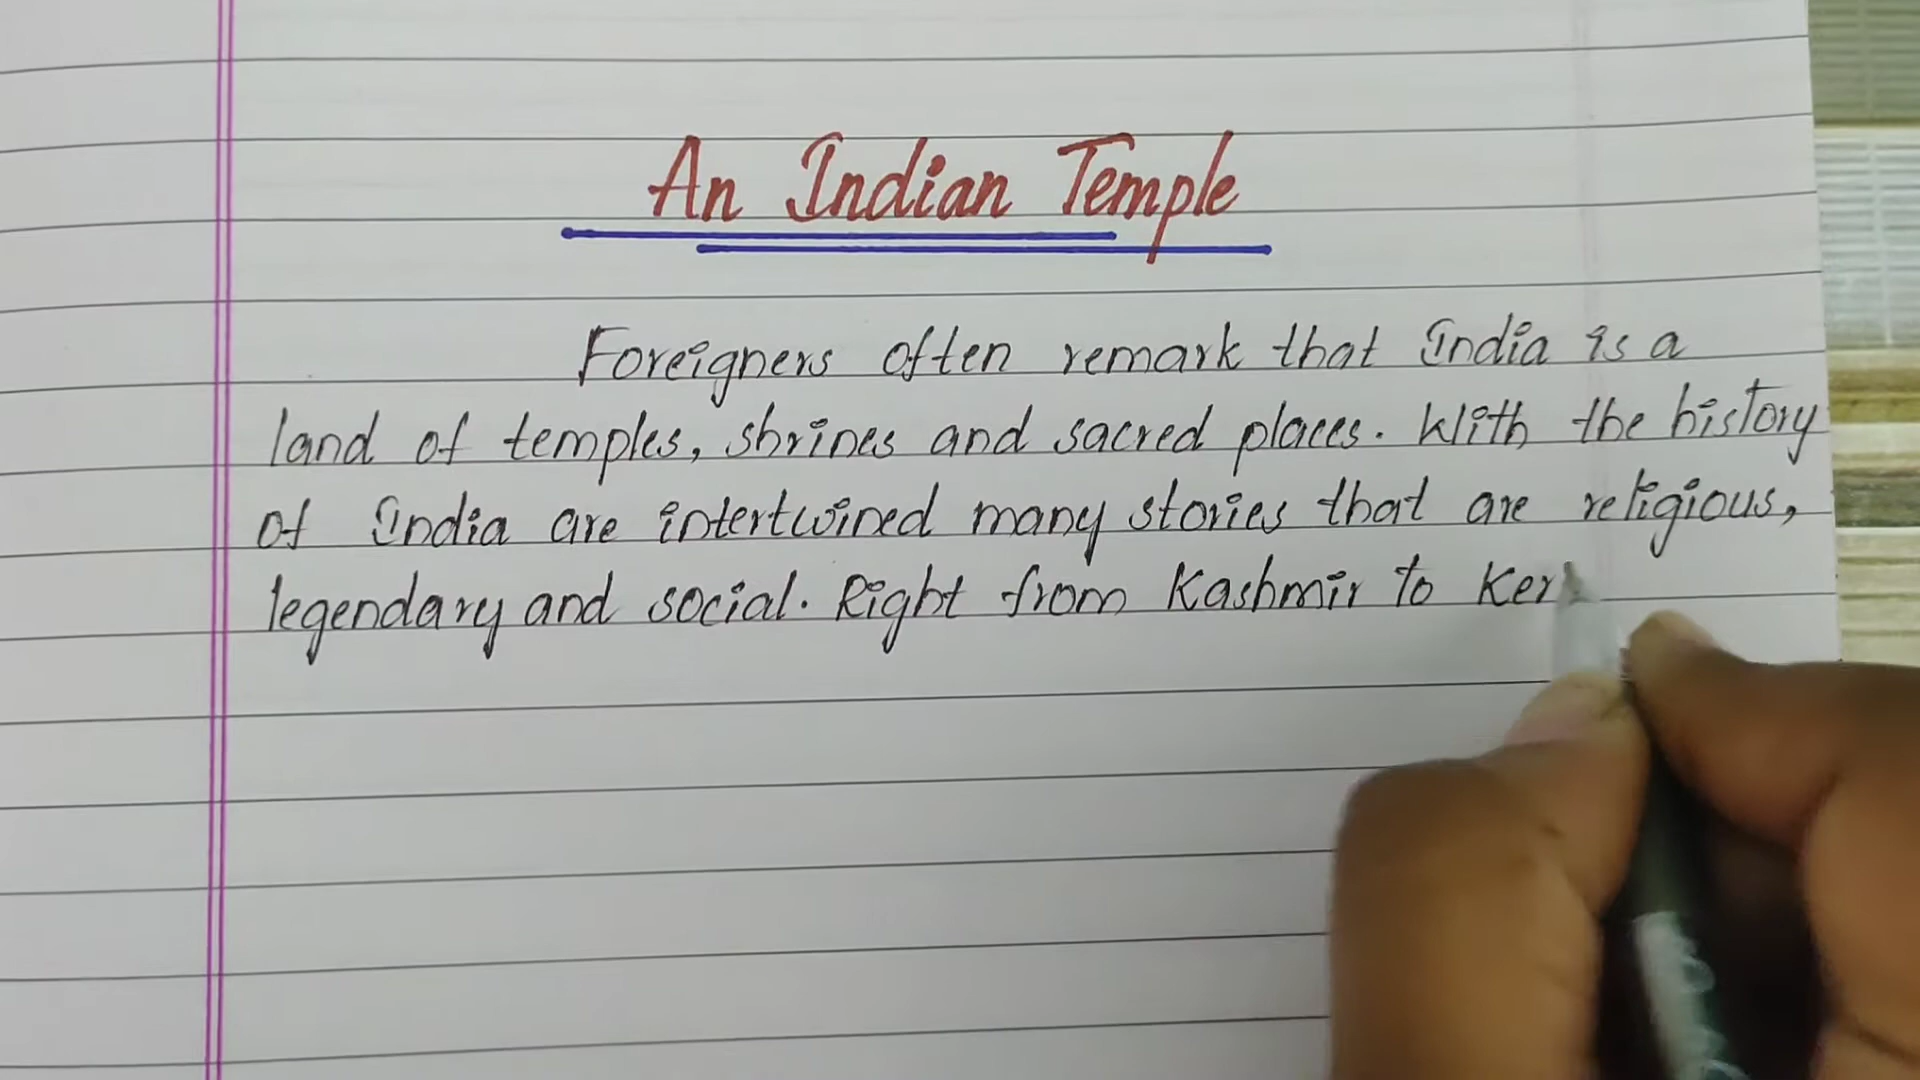 An Indian Temple
Foreigners often remark that India is a
land of temples, shrines and sacred places. With the history
of India are intertwined many stories that are religious,
legendary and social. Right from Kashmir to Ker